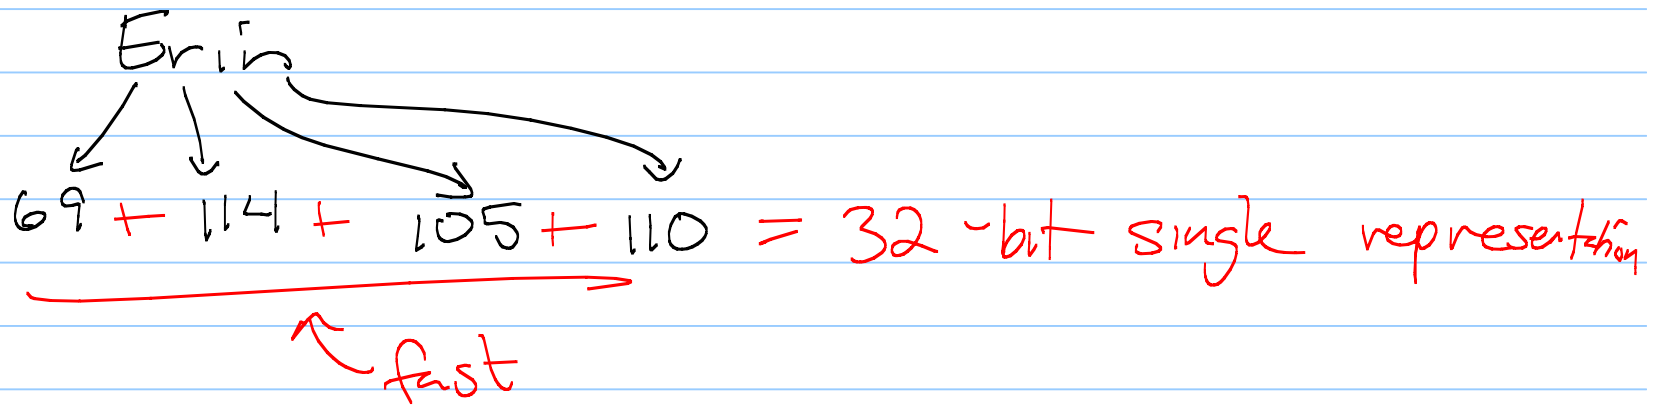 Erin
69 + 114 + 105 + 110 = 32-bit single representation
fast